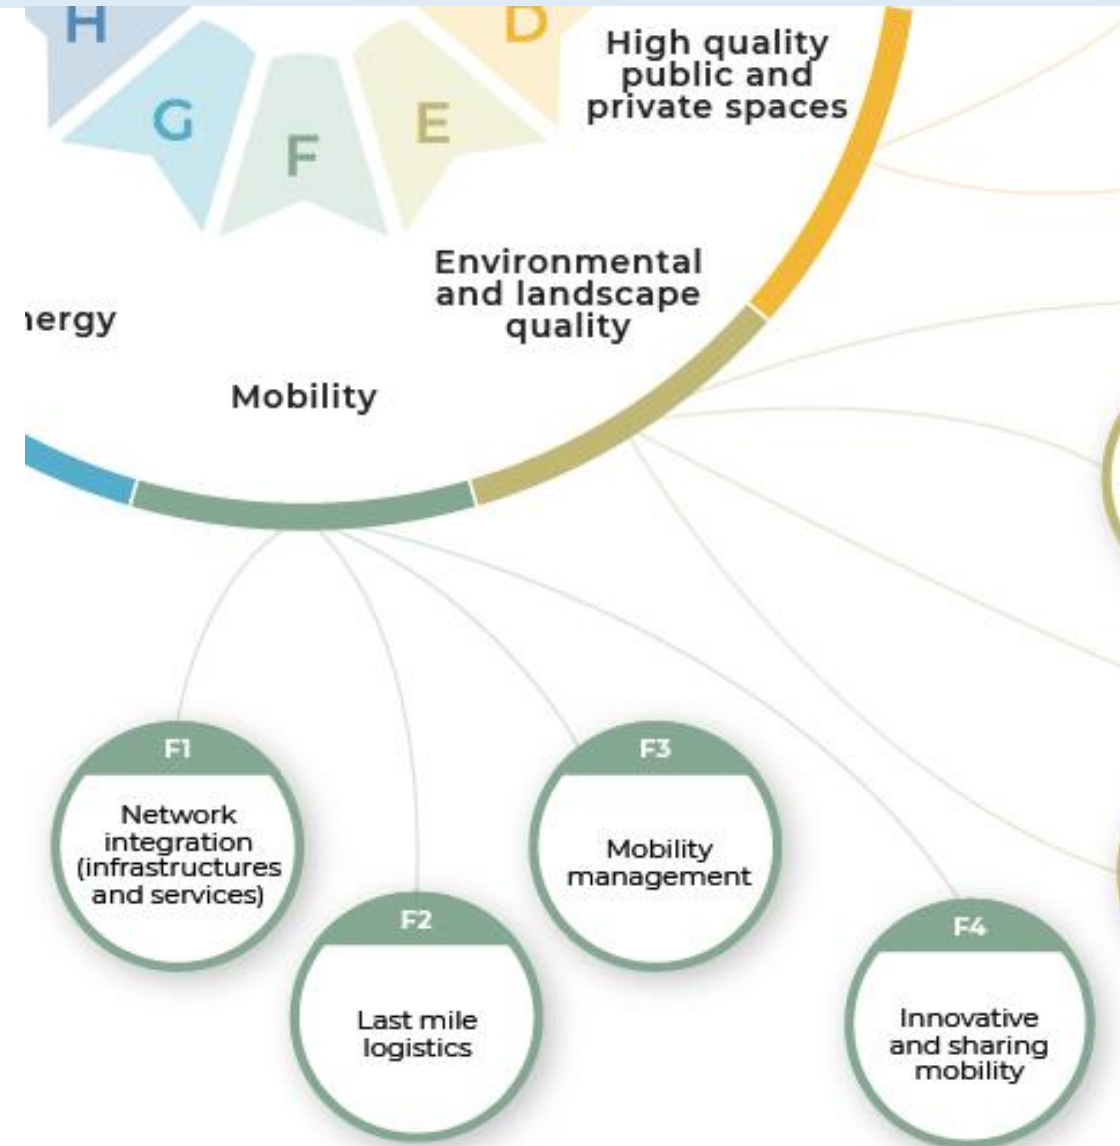 H
D
High quality
public and
private spaces
G
F
E
Environmental
and landscape
quality
nergy
Mobility
F1
Network
integration
(infrastructures
and services)
F2
Last mile
logistics
F3
Mobility
management
F4
Innovative
and sharing
mobility